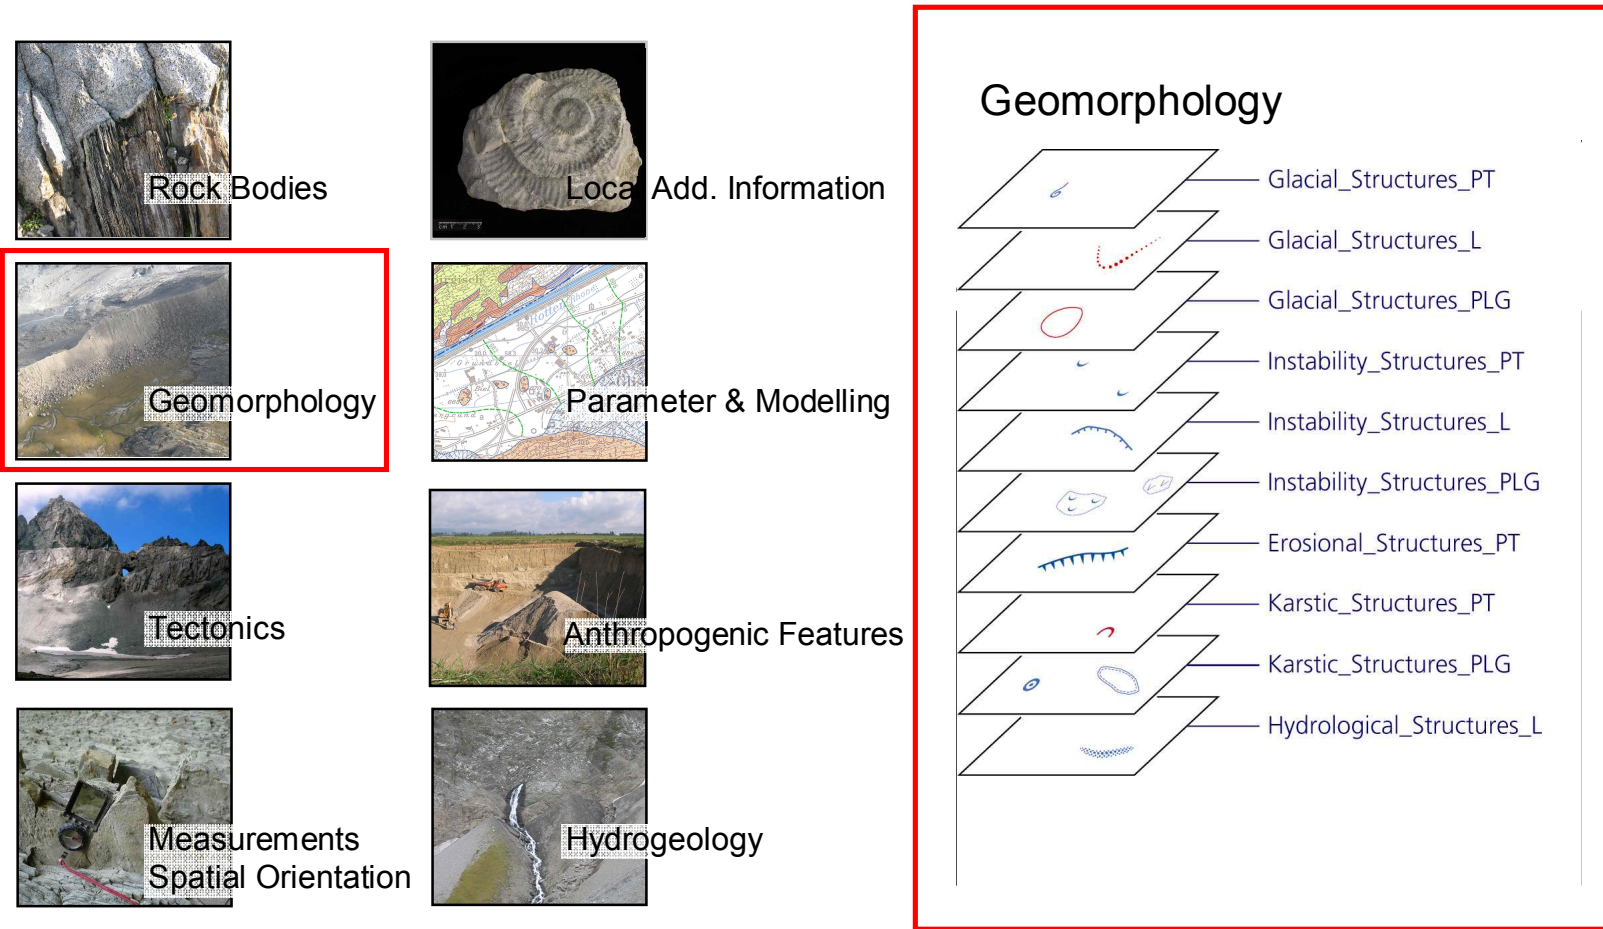 Rock Bodies
Local Add. Information
Geomorphology
Parameter & Modelling
Tectonics
Anthropogenic Features
Measurements
Spatial Orientation
Hydrogeology
Geomorphology
Glacial_Structures_PT
Glacial_Structures_L
Glacial_Structures_PLG
Instability_Structures_PT
Instability_Structures_L
Instability_Structures_PLG
Erosional_Structures_PT
Karstic_Structures_PT
Karstic_Structures_PLG
Hydrological_Structures_L